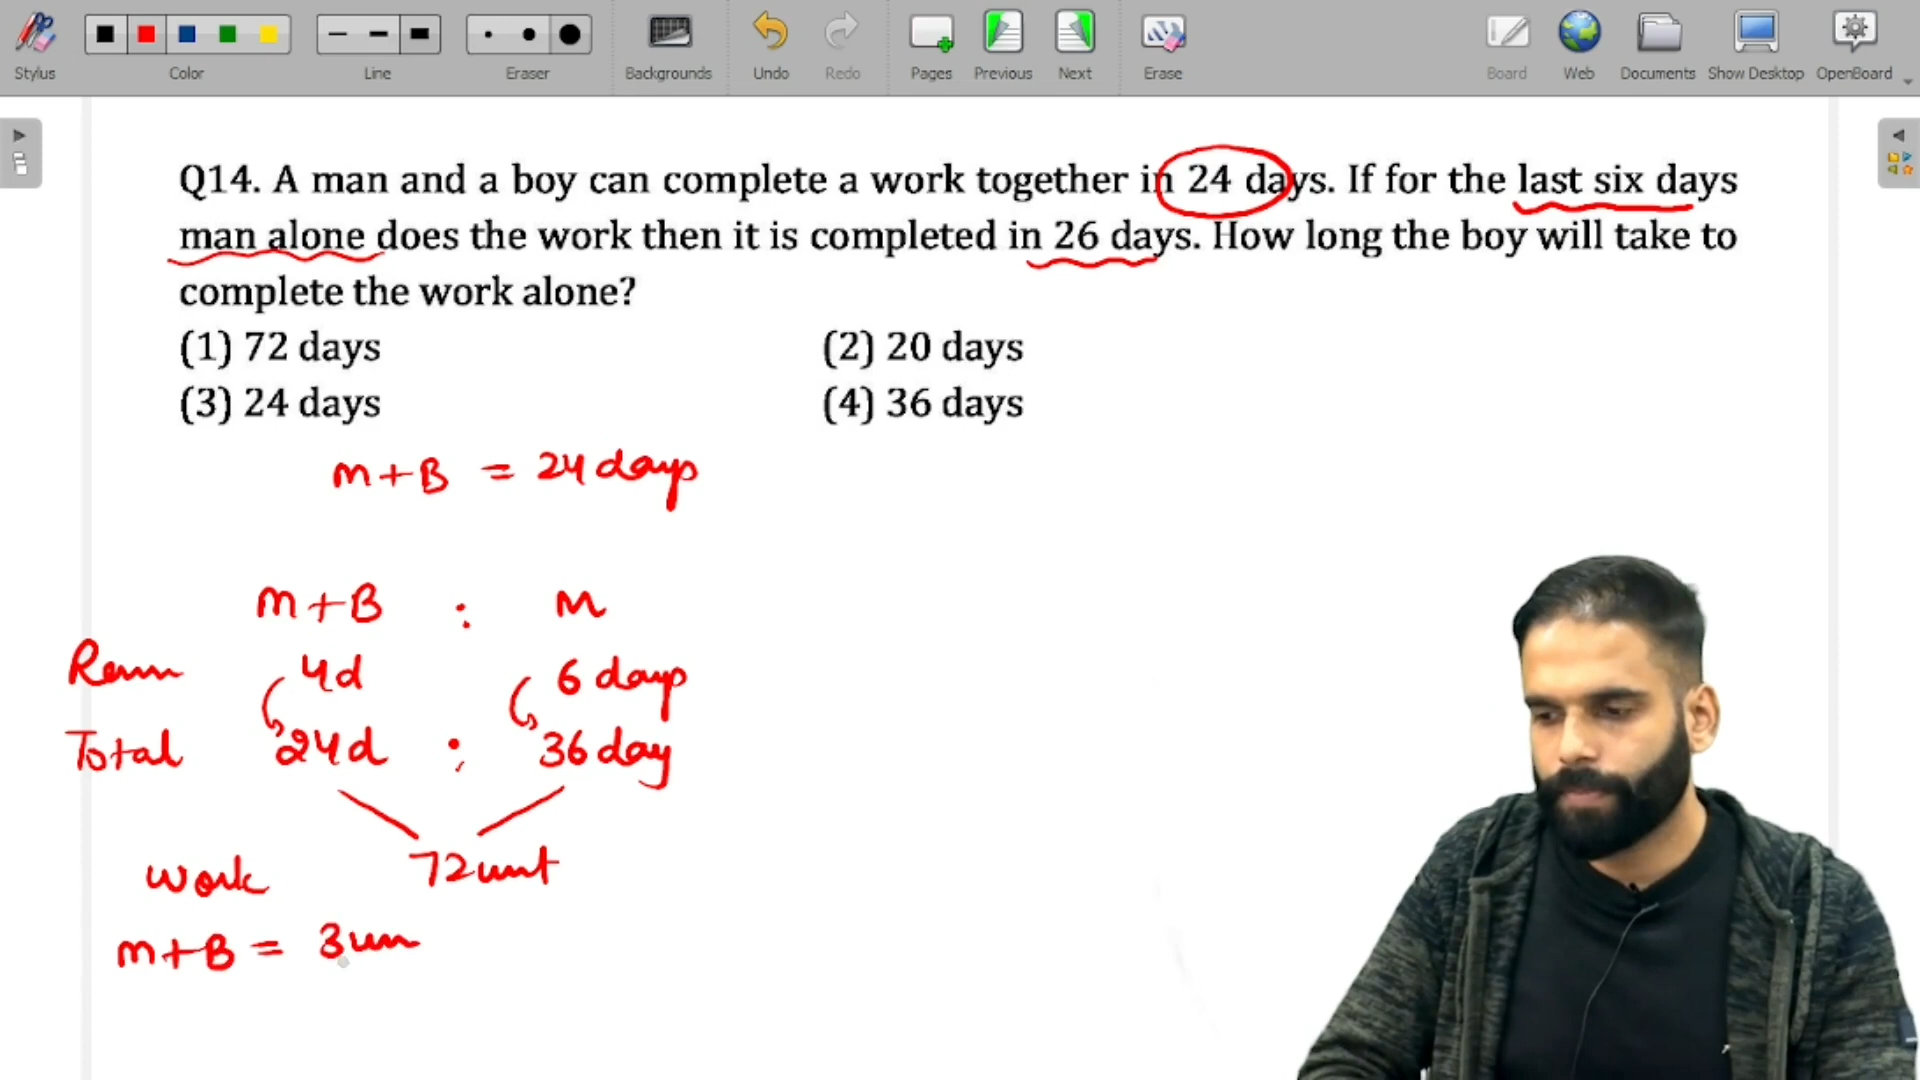 Stylus Color Line Eraser Backgrounds Undo Redo Pages Previous Next Erase Board Web Documents Show Desktop OpenBoard
Q14. A man and a boy can complete a work together in 24 days. If for the last six days
man alone does the work then it is completed in 26 days. How long the boy will take to
complete the work alone?
(1) 72 days (2) 20 days
(3) 24 days (4) 36 days
m+B = 24 days
m+B : M
Rem 4d 6 days
Total 24d : 36 day
72 unit
work
m+B = 3 un